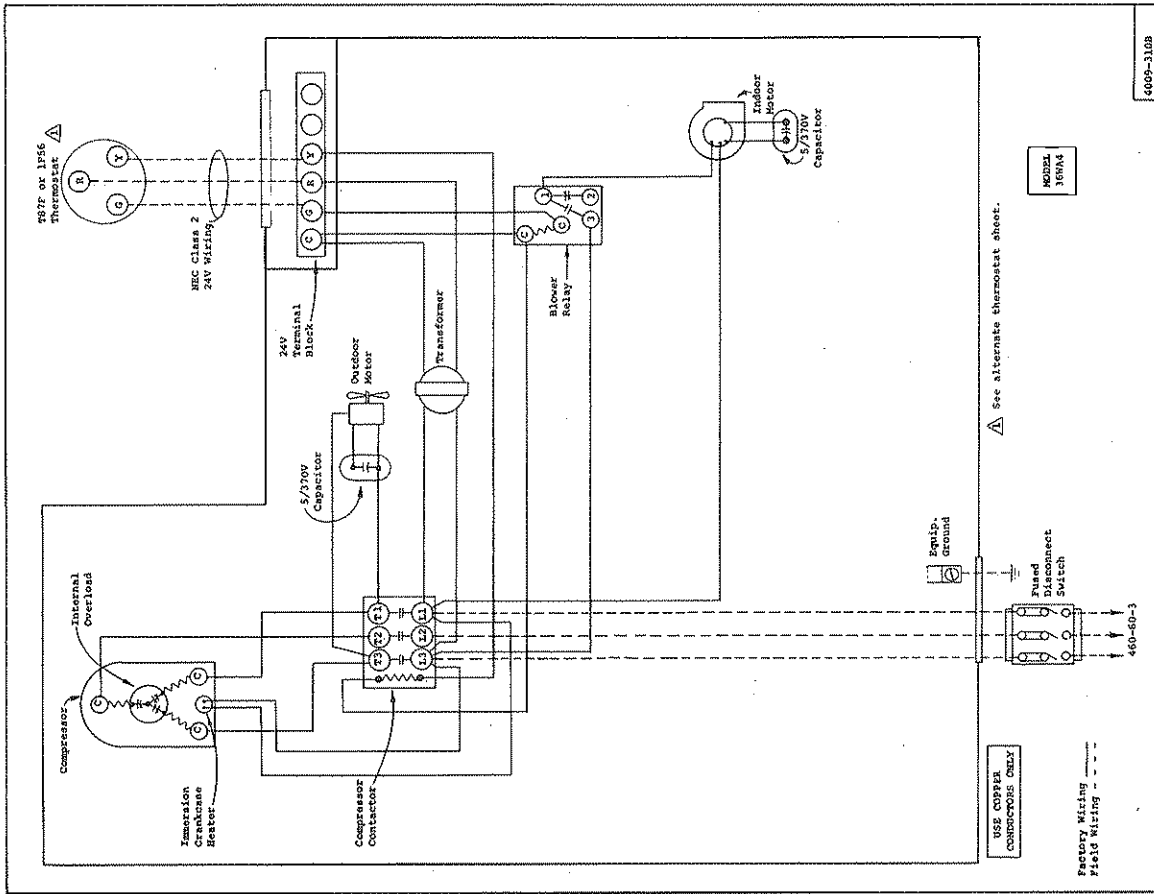 4009-310B
T87F or 1F56
Thermostat
1
R
G
Y
NEC Class 2
24V Wiring
24V
Terminal
Block
C
G
R
Y
Outdoor
Motor
5/370V
Capacitor
Transformer
Blower
Relay
C
C
1
2
3
Indoor
Motor
5/370V
Capacitor
Compressor
Internal
Overload
C
C
C
Immersion
Crankcase
Heater
Compressor
Contactor
T3
T2
T1
L3
L2
L1
MODEL
36WA4
1 See alternate thermostat sheet.
Equip.
Ground
Fused
Disconnect
Switch
460-60-3
USE COPPER
CONDUCTORS ONLY
Factory Wiring
Field Wiring